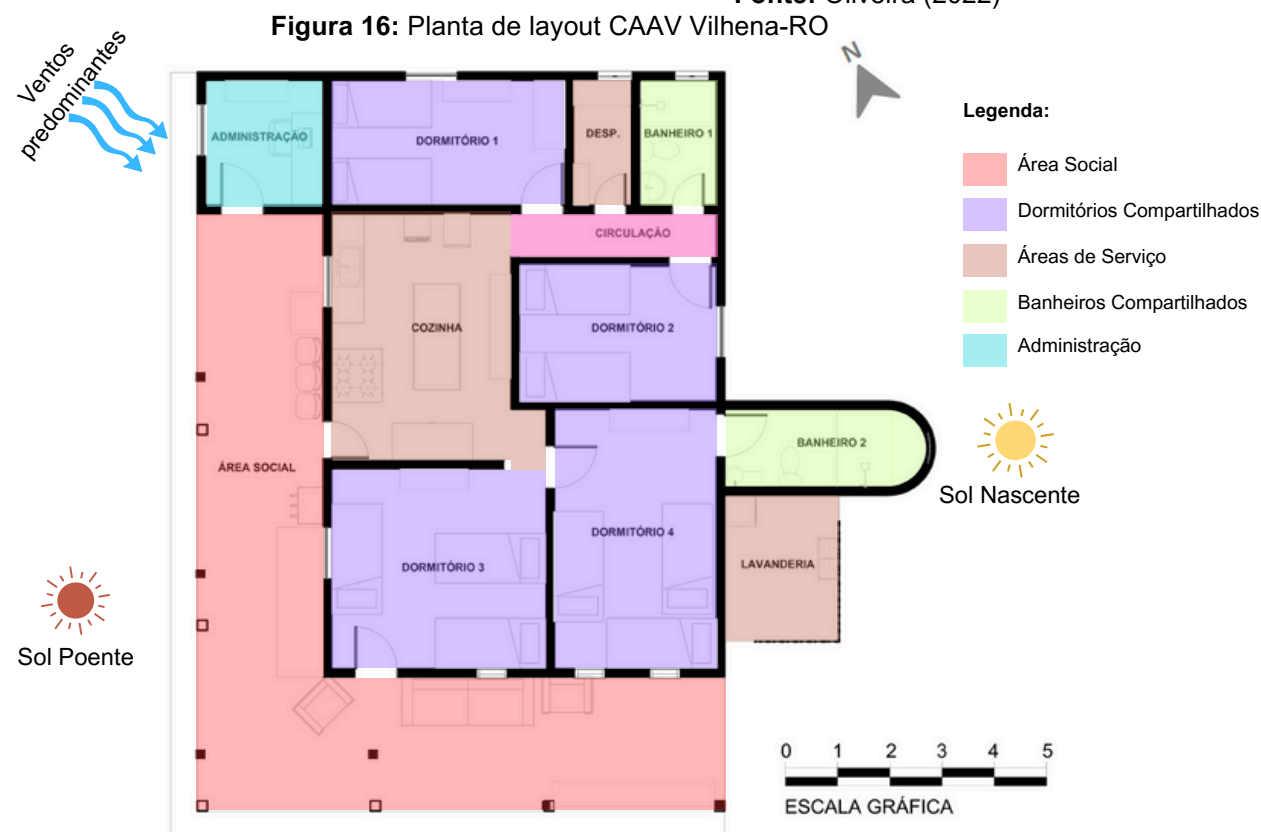 Fonte: Oliveira (2022)
Figura 16: Planta de layout CAAV Vilhena-RO
Ventos
predominantes
N
Legenda:
Área Social
Dormitórios Compartilhados
Áreas de Serviço
Banheiros Compartilhados
Administração
ADMINISTRAÇÃO
DORMITÓRIO 1
DESP.
BANHEIRO 1
CIRCULAÇÃO
COZINHA
DORMITÓRIO 2
BANHEIRO 2
Sol Nascente
ÁREA SOCIAL
DORMITÓRIO 3
DORMITÓRIO 4
LAVANDERIA
Sol Poente
0 1 2 3 4 5
ESCALA GRÁFICA